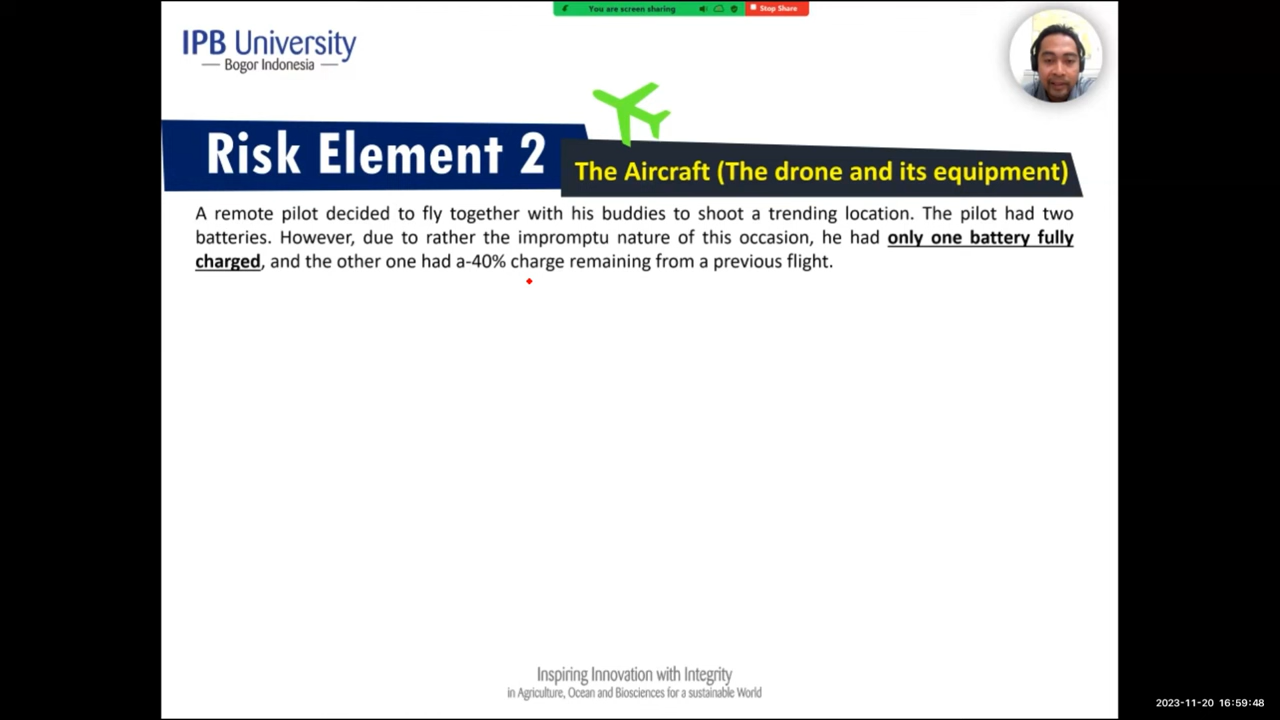 You are screen sharing
Stop Share
IPB University
Bogor Indonesia
Risk Element 2
The Aircraft (The drone and its equipment)
A remote pilot decided to fly together with his buddies to shoot a trending location. The pilot had two
batteries. However, due to rather the impromptu nature of this occasion, he had only one battery fully
charged, and the other one had a-40% charge remaining from a previous flight.
Inspiring Innovation with Integrity
in Agriculture, Ocean and Biosciences for a sustainable World
2023-11-20 16:59:48